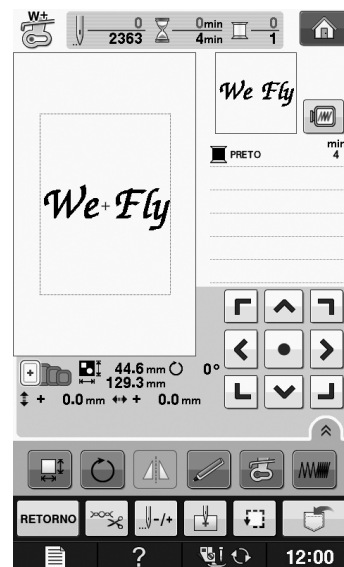 W+
0 0min 0
2363 4min 1
We Fly
min
PRETO 4
We Fly
44.6 mm 0°
129.3 mm
+ 0.0 mm + 0.0 mm
RETORNO -/+
? 12:00